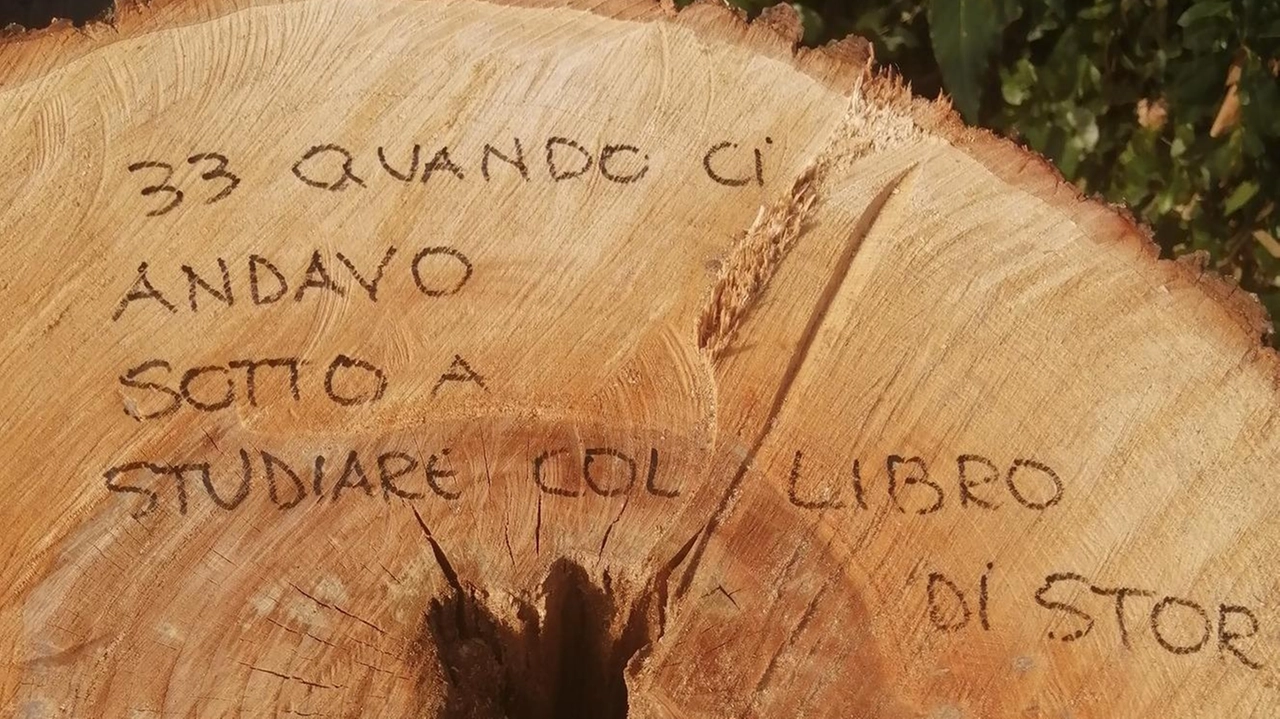 33 QUANDO Ci
ANDAVO
SOTTO A
STUDIARE COL LIBRO
Di STOR